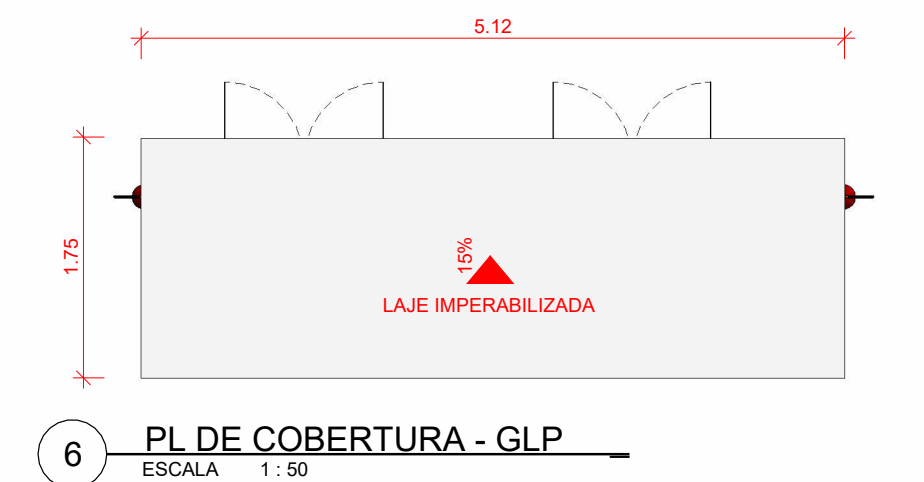 5.12
1.75
15%
LAJE IMPERABILIZADA
6
PL DE COBERTURA - GLP
ESCALA 1 : 50